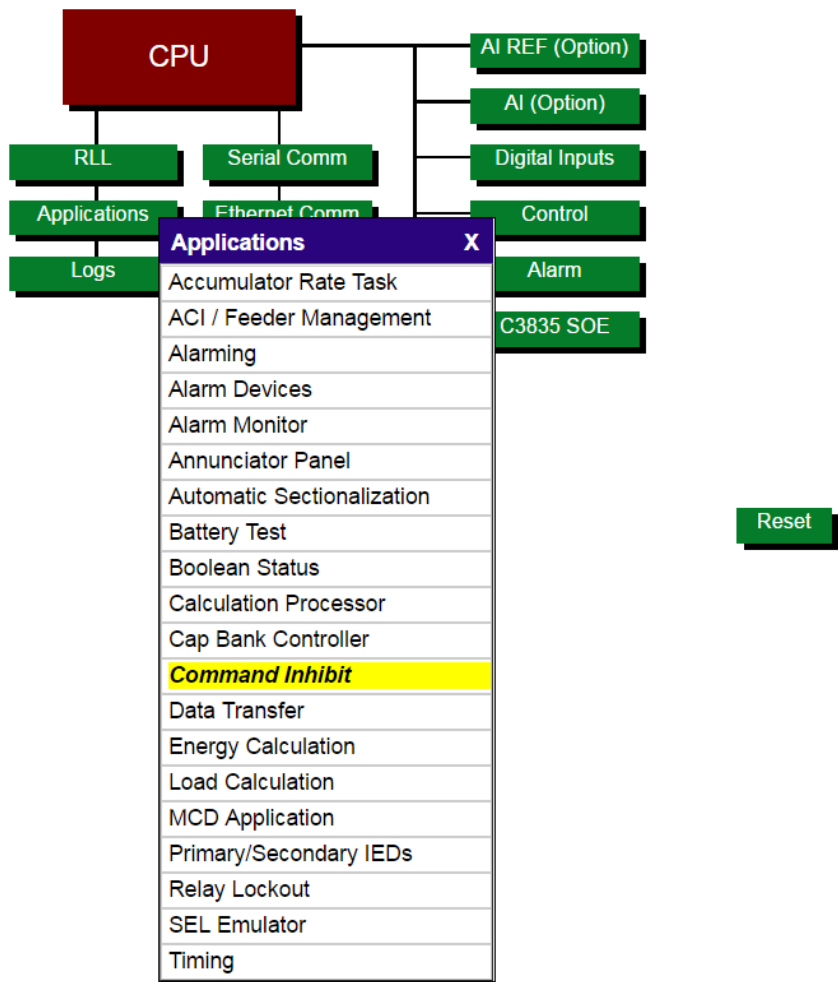 CPU
AI REF (Option)
AI (Option)
RLL
Serial Comm
Digital Inputs
Applications
Ethernet Comm
Control
Logs
Alarm
C3835 SOE
Applications X
Accumulator Rate Task
ACI / Feeder Management
Alarming
Alarm Devices
Alarm Monitor
Annunciator Panel
Automatic Sectionalization
Battery Test
Boolean Status
Calculation Processor
Cap Bank Controller
Command Inhibit
Data Transfer
Energy Calculation
Load Calculation
MCD Application
Primary/Secondary IEDs
Relay Lockout
SEL Emulator
Timing
Reset